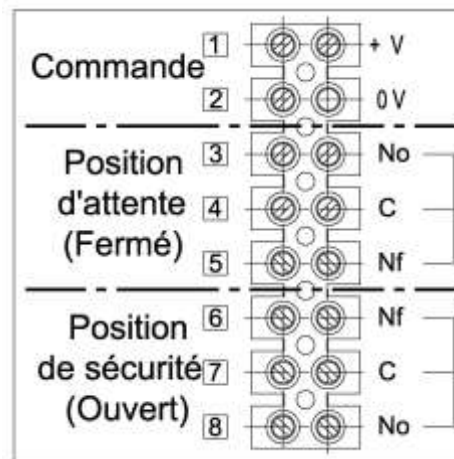 Commande
1 + V
2 0 V
Position
d'attente
(Fermé)
3 No
4 C
5 Nf
Position
de sécurité
(Ouvert)
6 Nf
7 C
8 No